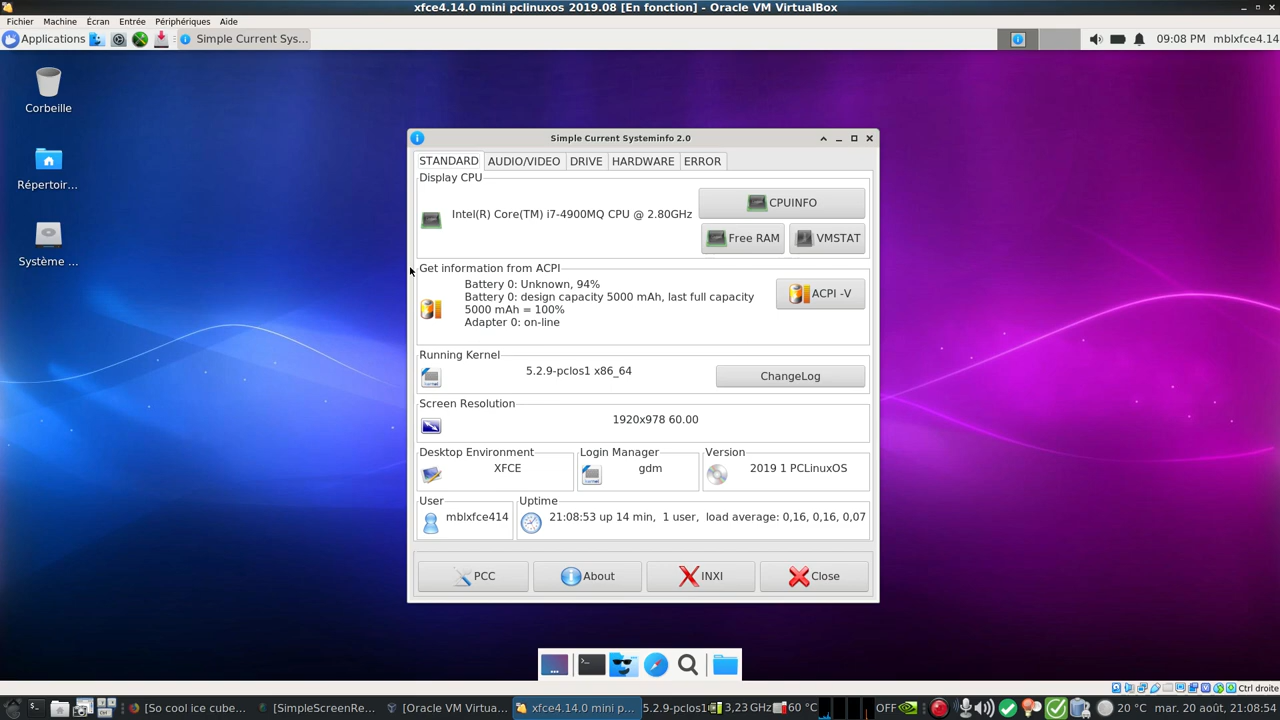 xfce4.14.0 mini pclinuxos 2019.08 [En fonction] - Oracle VM VirtualBox
Fichier Machine Écran Entrée Périphériques Aide
Applications Simple Current Sys... 09:08 PM mblxfce4.14
Corbeille
Répertoir...
Système ...
Simple Current Systeminfo 2.0
STANDARD AUDIO/VIDEO DRIVE HARDWARE ERROR
Display CPU
Intel(R) Core(TM) i7-4900MQ CPU @ 2.80GHz
CPUINFO
Free RAM VMSTAT
Get information from ACPI
Battery 0: Unknown, 94%
Battery 0: design capacity 5000 mAh, last full capacity
5000 mAh = 100%
Adapter 0: on-line
ACPI -V
Running Kernel
5.2.9-pclos1 x86_64
ChangeLog
Screen Resolution
1920x978 60.00
Desktop Environment
XFCE
Login Manager
gdm
Version
2019 1 PCLinuxOS
User
mblxfce414
Uptime
21:08:53 up 14 min, 1 user, load average: 0,16, 0,16, 0,07
PCC About INXI Close
Ctrl droite
[So cool ice cube... [SimpleScreenRe... [Oracle VM Virtual... xfce4.14.0 mini p... 5.2.9-pclos1 3,23 GHz 60 °C OFF 20 °C mar. 20 août, 21:08:54